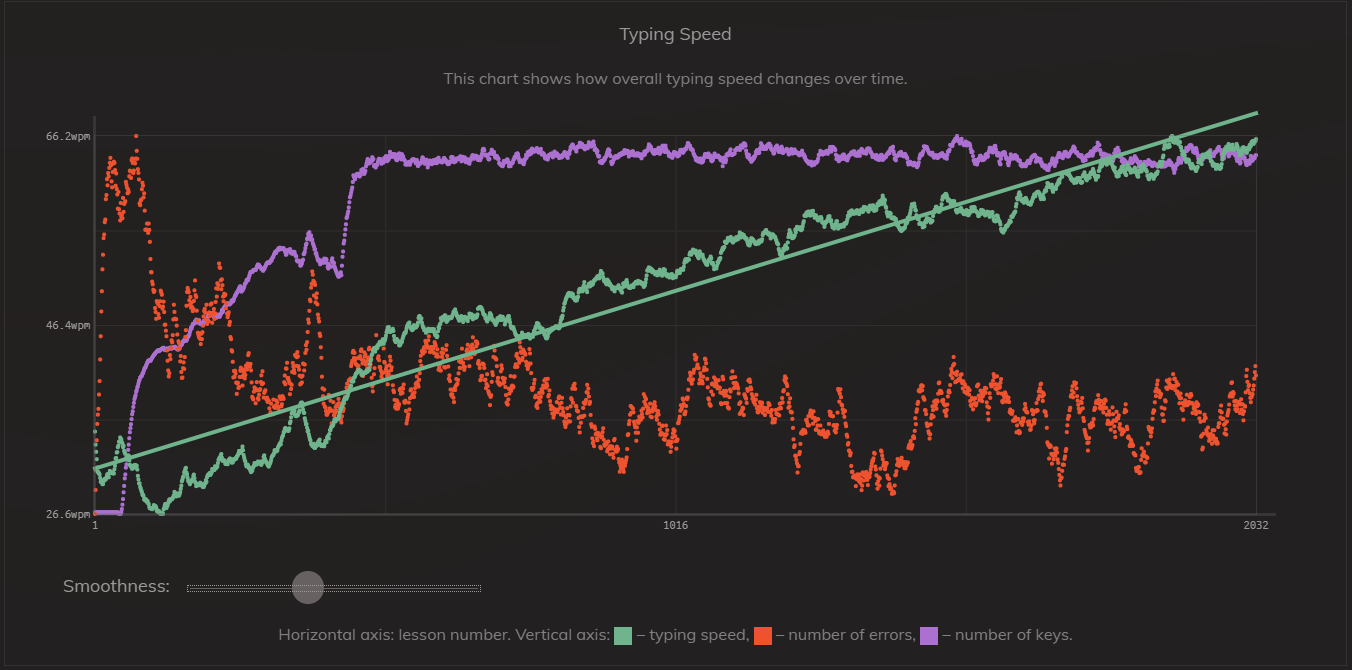 Typing Speed
This chart shows how overall typing speed changes over time.
66.2wpm
46.4wpm
26.6wpm
1 1016 2032
Smoothness:
Horizontal axis: lesson number. Vertical axis: – typing speed, – number of errors, – number of keys.